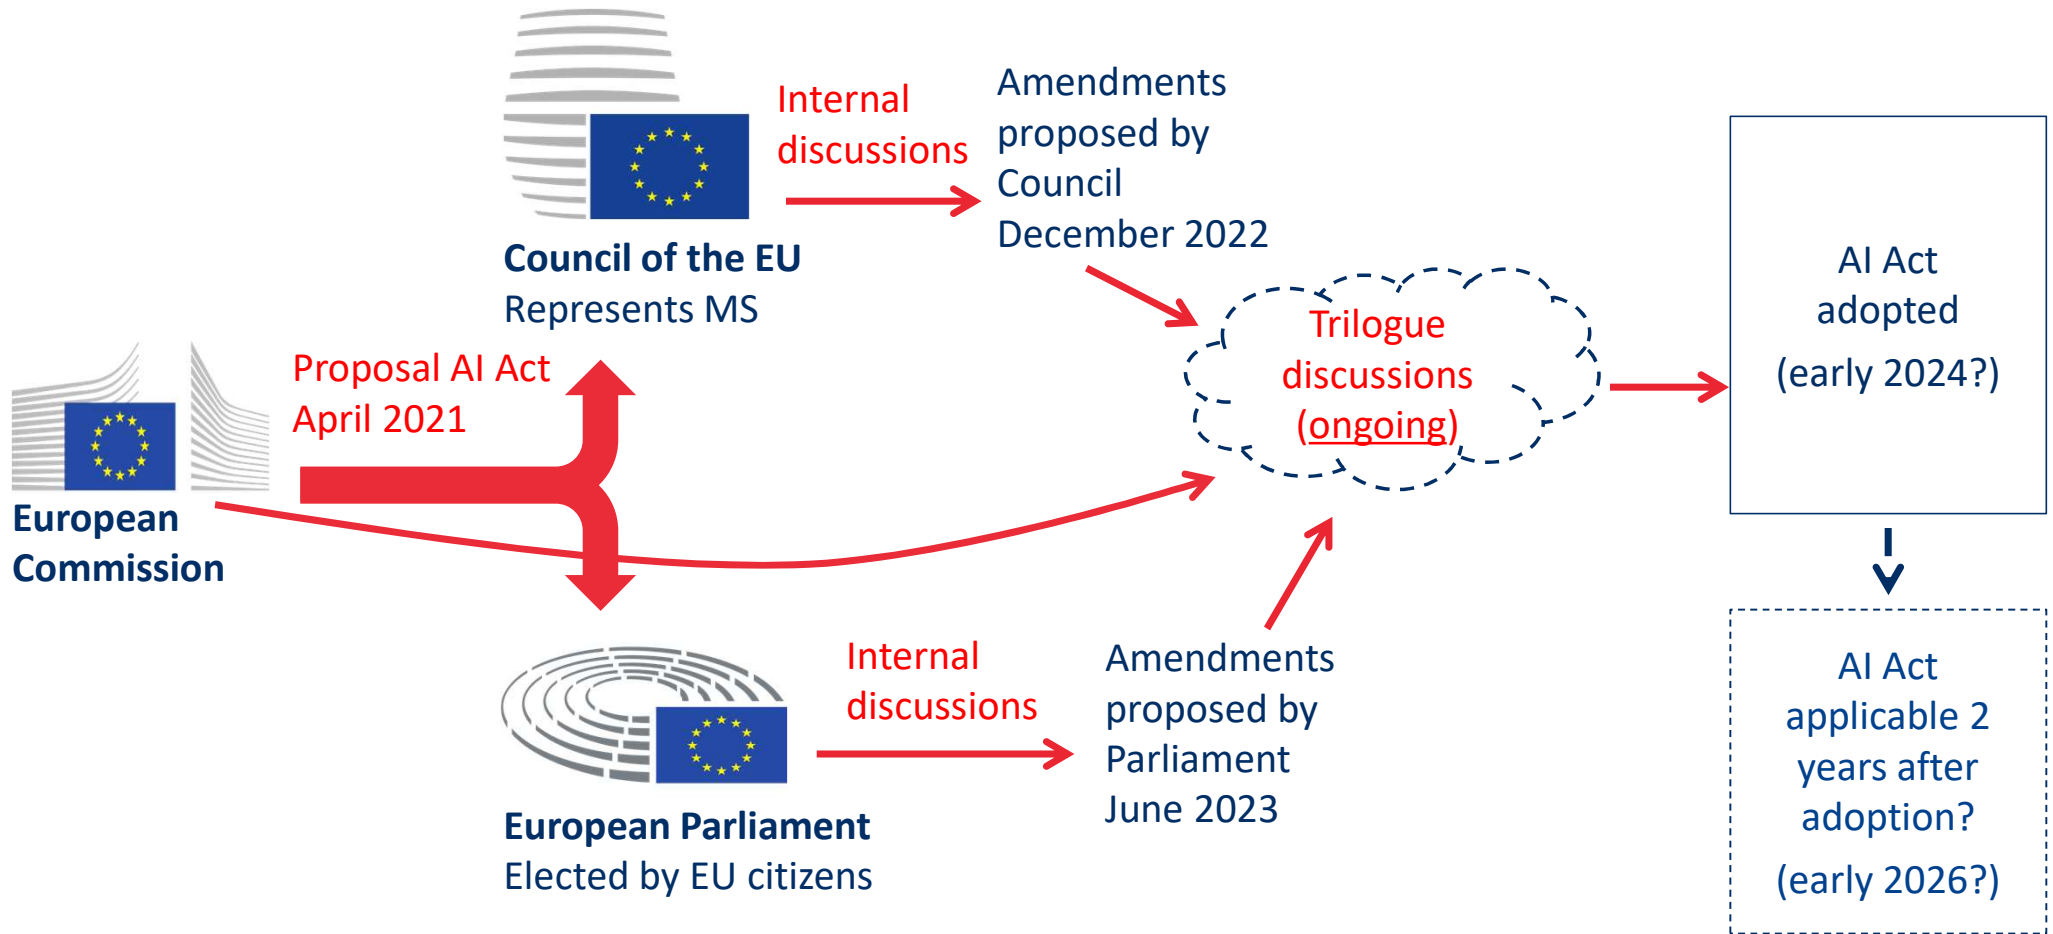 European
Commission
Proposal AI Act
April 2021
Council of the EU
Represents MS
Internal
discussions
Amendments
proposed by
Council
December 2022
European Parliament
Elected by EU citizens
Internal
discussions
Amendments
proposed by
Parliament
June 2023
Trilogue
discussions
(ongoing)
AI Act
adopted
(early 2024?)
AI Act
applicable 2
years after
adoption?
(early 2026?)